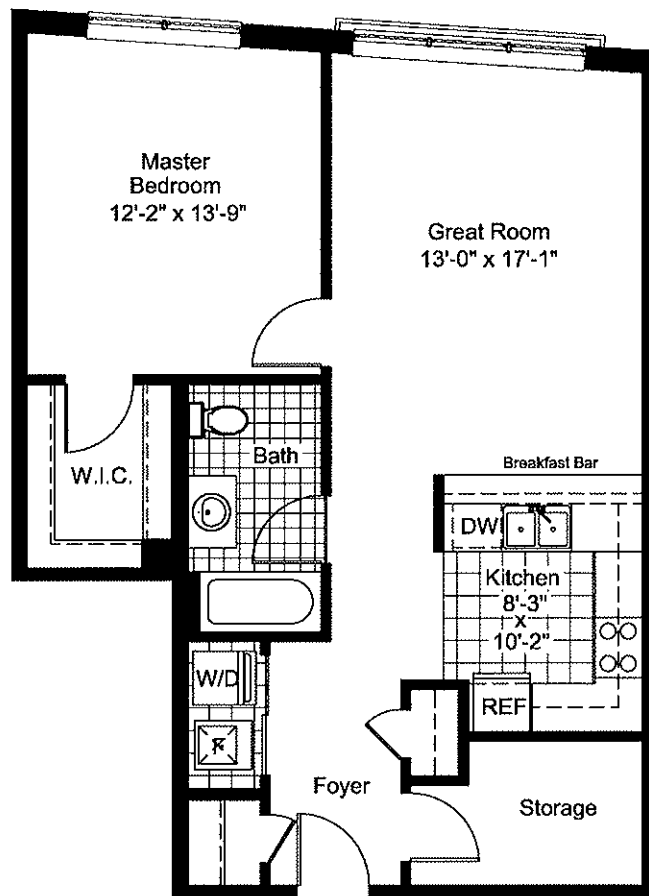 Master
Bedroom
12'-2" x 13'-9"
Great Room
13'-0" x 17'-1"
W.I.C.
Bath
Breakfast Bar
DW
Kitchen
8'-3"
x
10'-2"
W/D
REF
F
Foyer
Storage